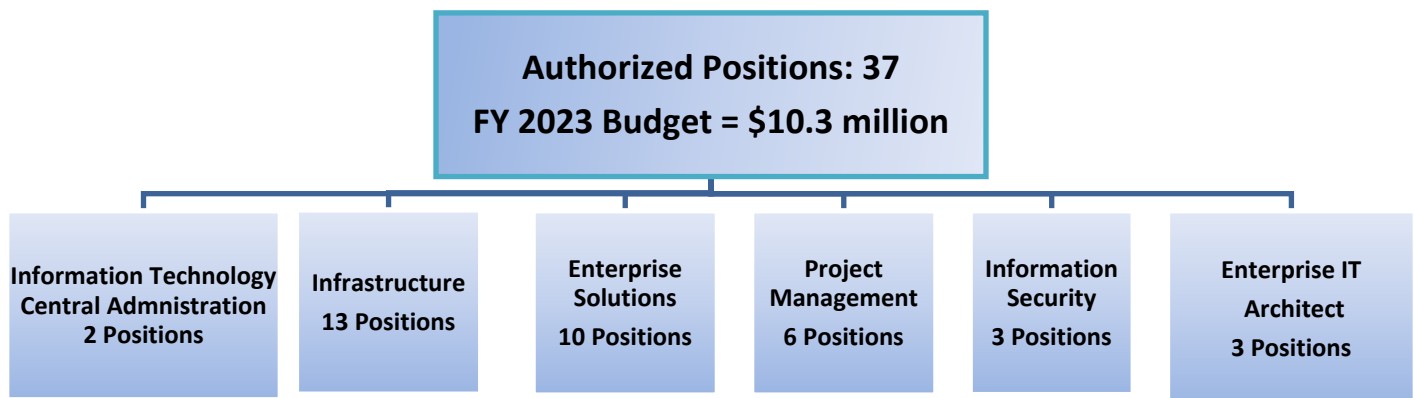 Authorized Positions: 37
FY 2023 Budget = $10.3 million
Information Technology
Central Admnistration
2 Positions
Infrastructure
13 Positions
Enterprise
Solutions
10 Positions
Project
Management
6 Positions
Information
Security
3 Positions
Enterprise IT
Architect
3 Positions